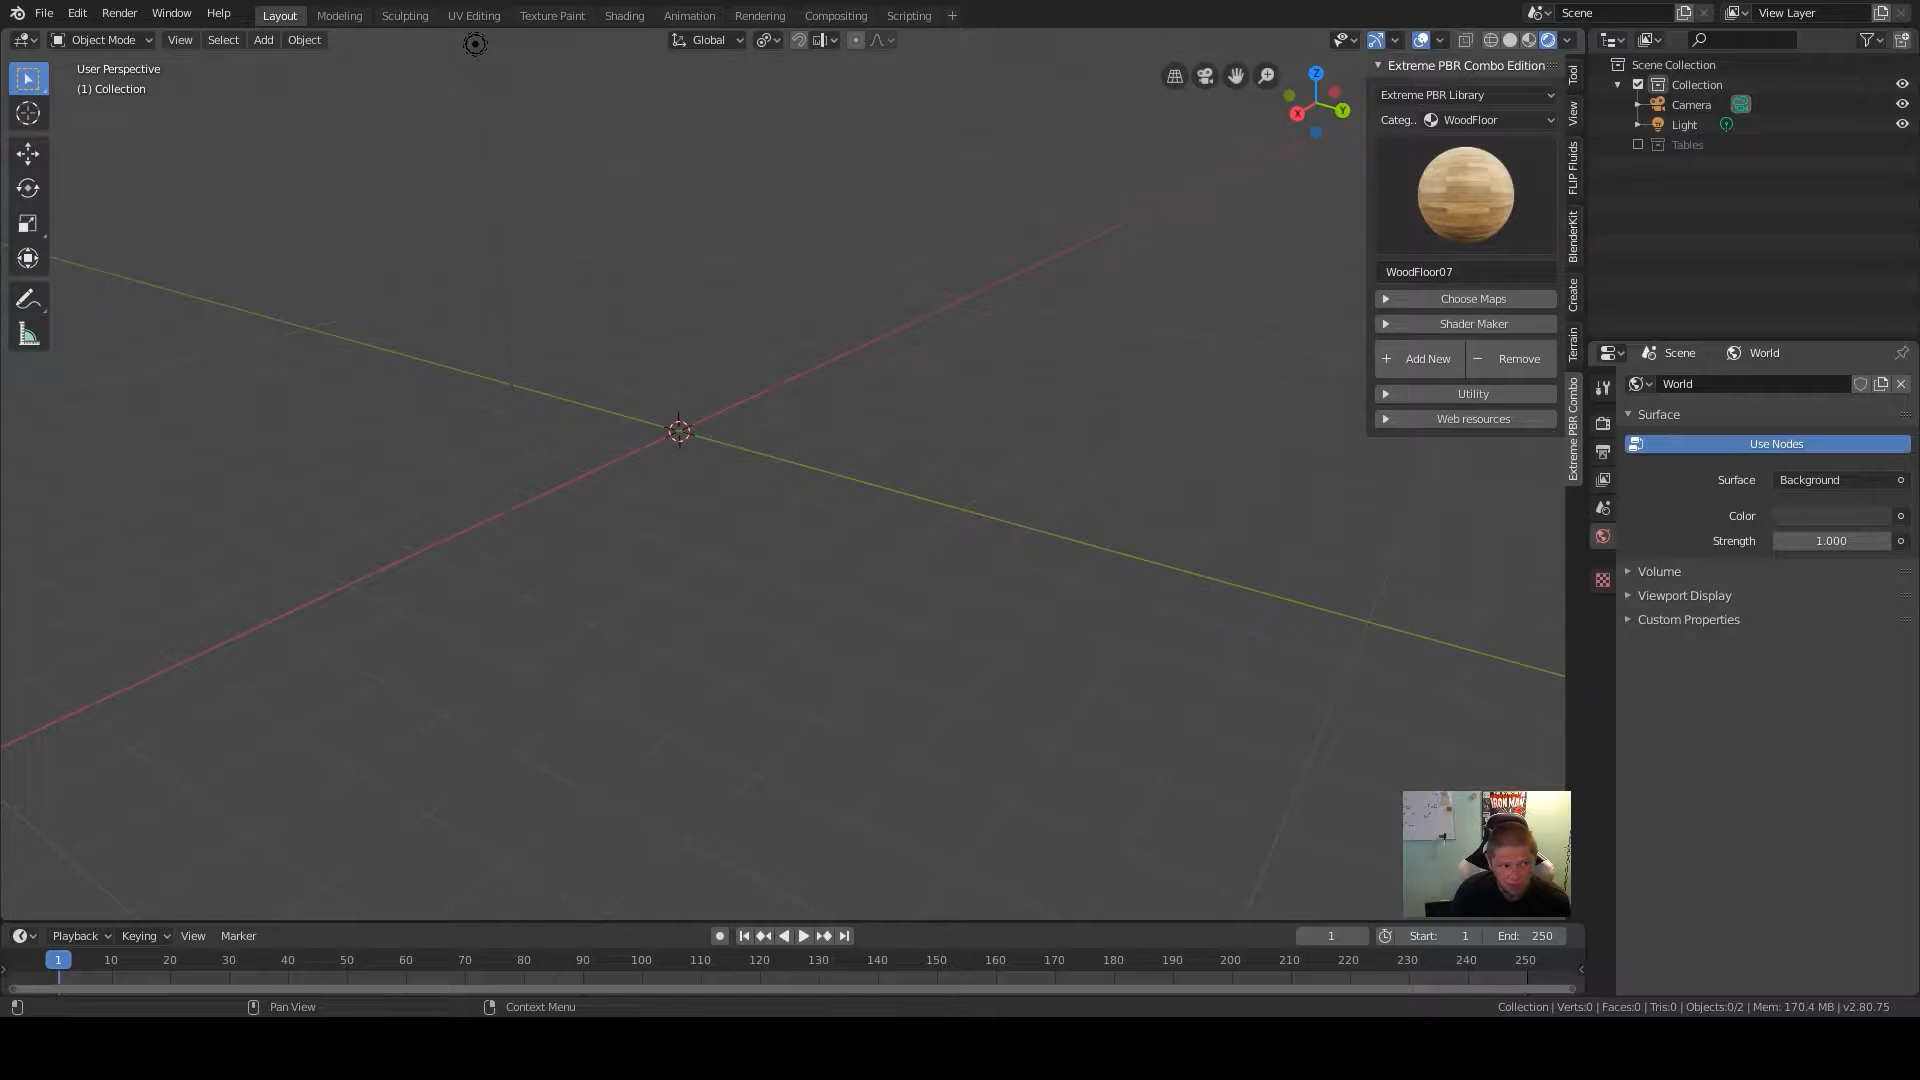 File Edit Render Window Help Layout Modeling Sculpting UV Editing Texture Paint Shading Animation Rendering Compositing Scripting + Scene View Layer
Object Mode View Select Add Object Global
User Perspective
(1) Collection
Z
Y
X
Extreme PBR Combo Edition
Extreme PBR Library
Categ.. WoodFloor
WoodFloor07
Choose Maps
Shader Maker
+ Add New − Remove
Utility
Web resources
Tool
View
FLIP Fluids
BlenderKit
Create
Terrain
Extreme PBR Combo
Scene Collection
Collection
Camera
Light
Tables
Scene World
World
Surface
Use Nodes
Surface Background
Color
Strength 1.000
Volume
Viewport Display
Custom Properties
IRON MAN
Playback Keying View Marker 1 Start: 1 End: 250
1 10 20 30 40 50 60 70 80 90 100 110 120 130 140 150 160 170 180 190 200 210 220 230 240 250
Pan View Context Menu Collection | Verts:0 | Faces:0 | Tris:0 | Objects:0/2 | Mem: 170.4 MB | v2.80.75